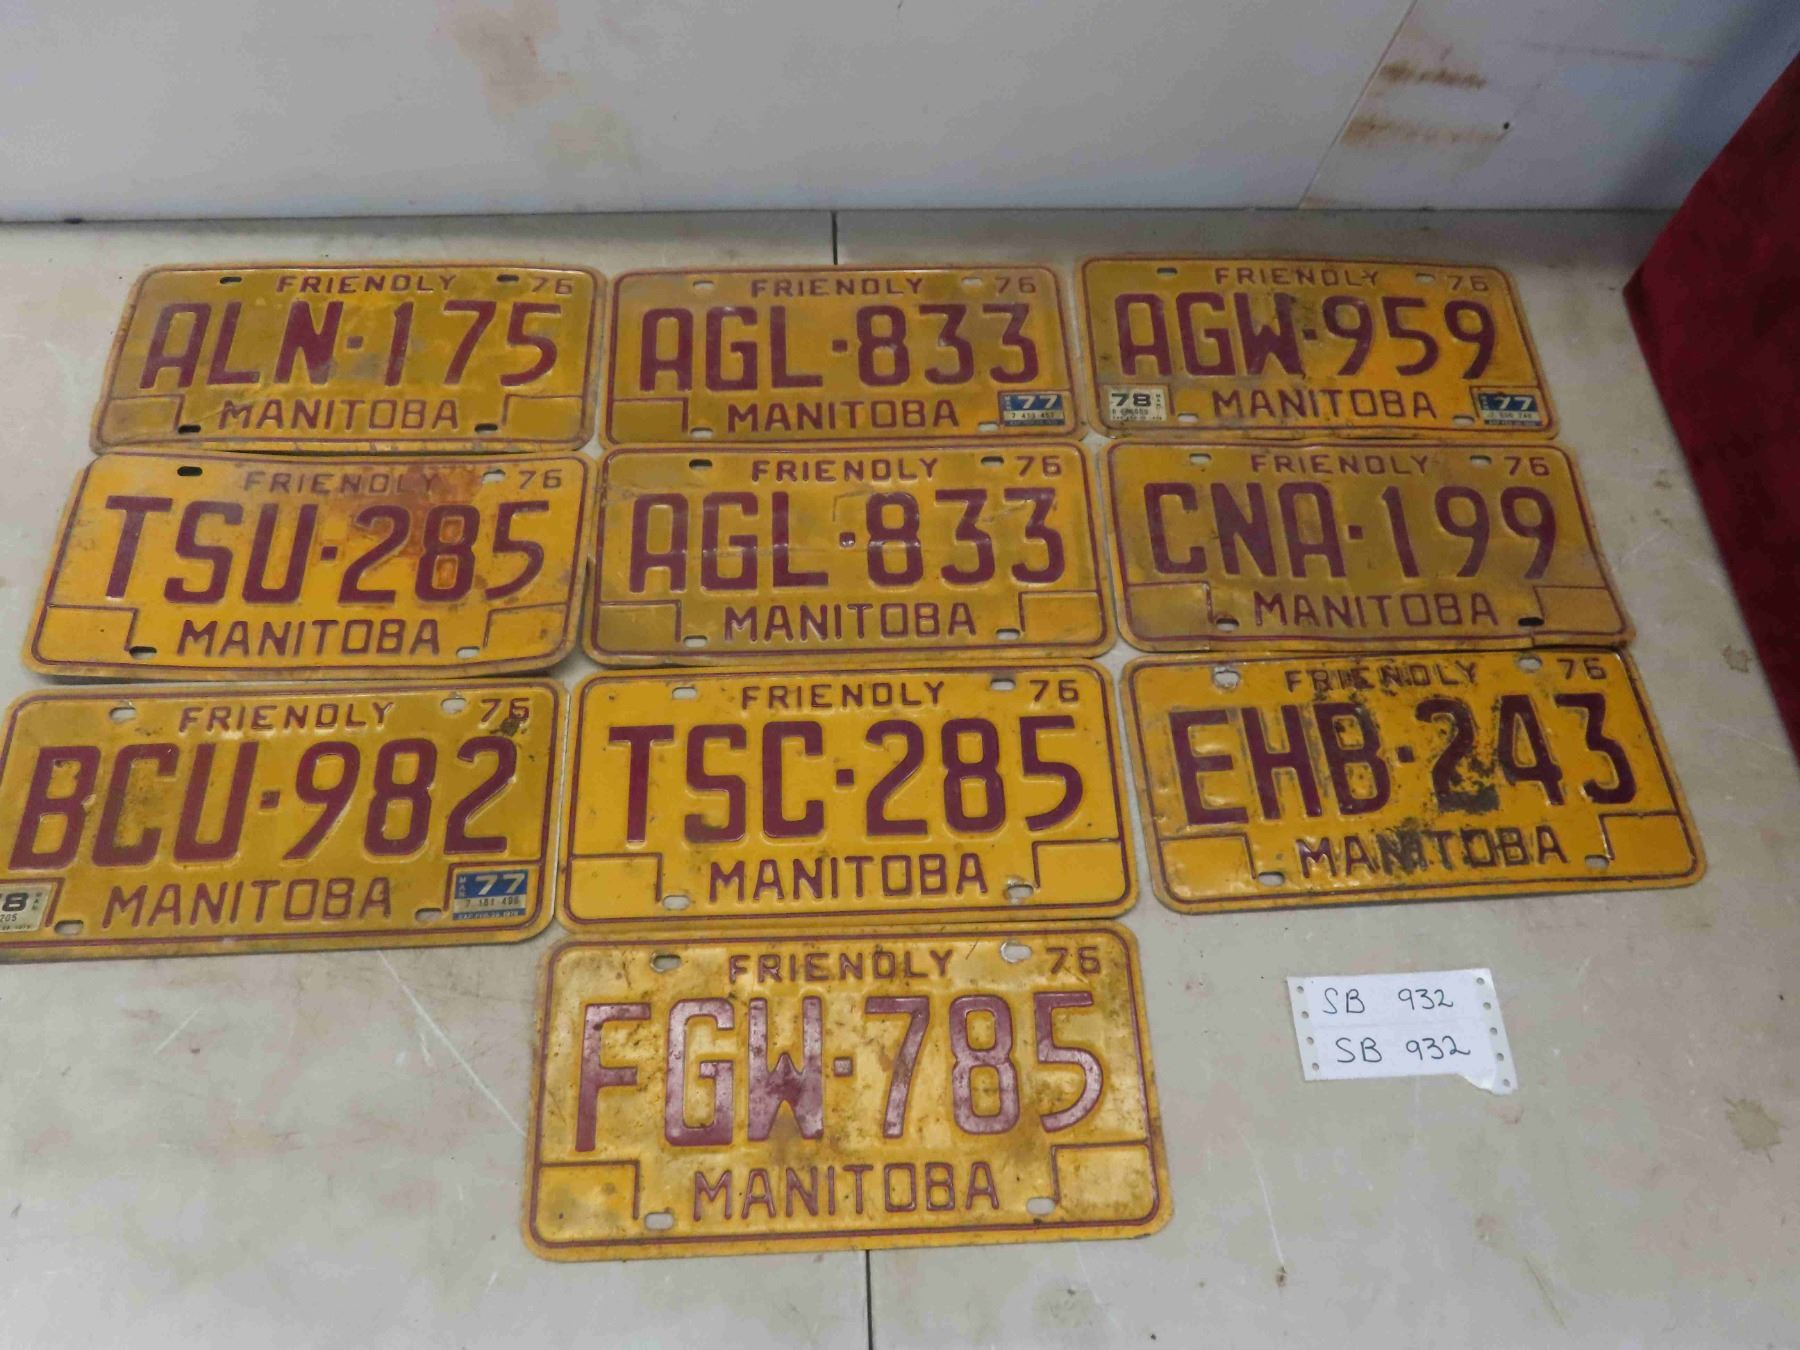 FRIENDLY 76
ALN·175
MANITOBA
FRIENDLY 76
AGL·833
MANITOBA
77
FRIENDLY 76
AGW·959
78 MANITOBA 77
FRIENDLY 76
TSU·285
MANITOBA
FRIENDLY 76
AGL·833
MANITOBA
FRIENDLY 76
CNA·199
MANITOBA
FRIENDLY 76
BCU·982
8 MANITOBA 77
FRIENDLY 76
TSC·285
MANITOBA
FRIENDLY 76
EHB·243
MANITOBA
FRIENDLY 76
FGW·785
MANITOBA
SB 932
SB 932